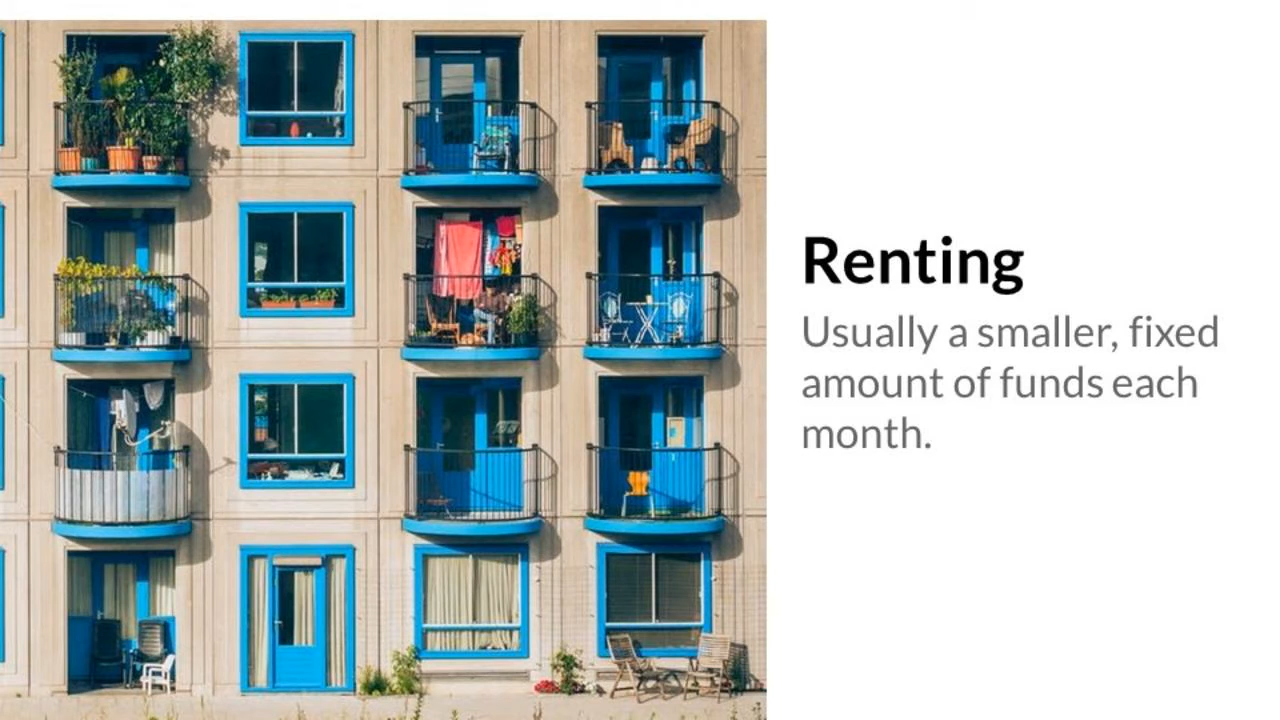 Renting
Usually a smaller, fixed
amount of funds each
month.